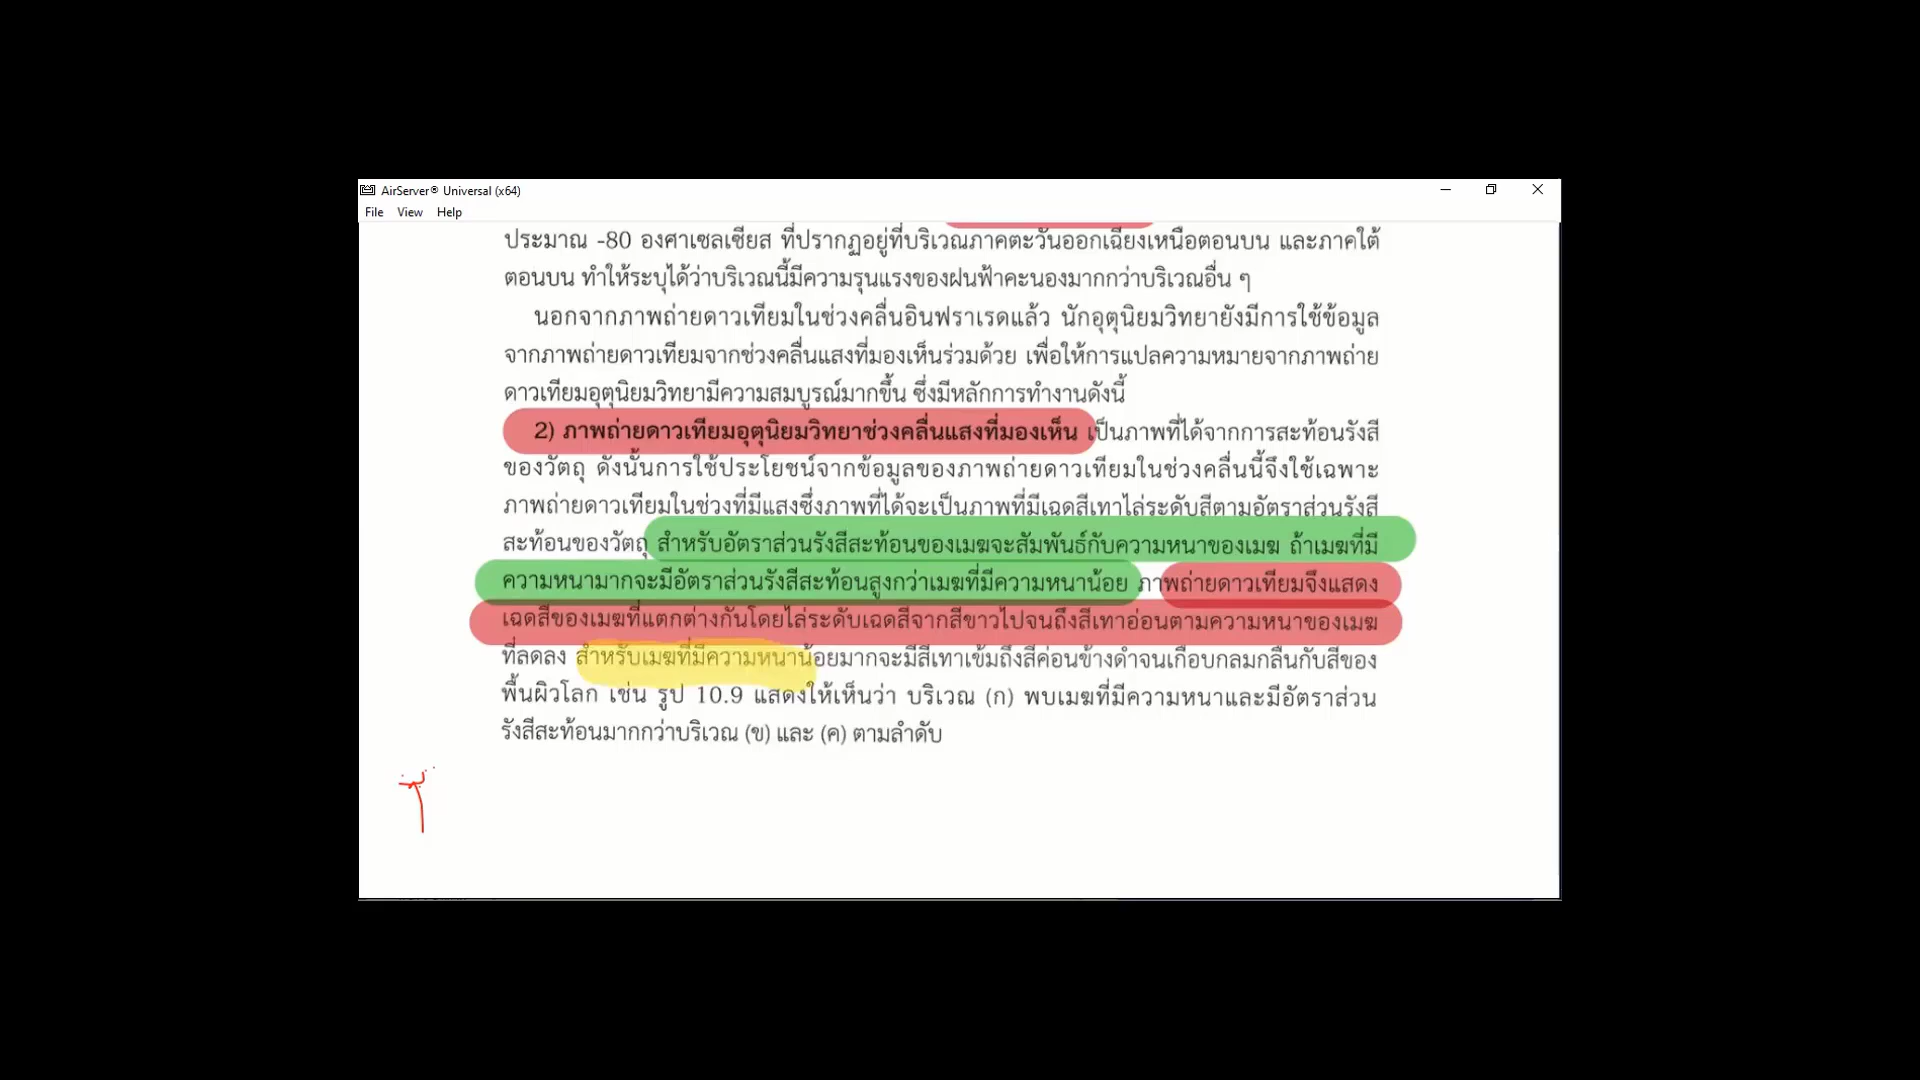 AirServer® Universal (x64)
File View Help
ประมาณ -80 องศาเซลเซียส ที่ปรากฏอยู่ที่บริเวณภาคตะวันออกเฉียงเหนือตอนบน และภาคใต้
ตอนบน ทำให้ระบุได้ว่าบริเวณนี้มีความรุนแรงของฝนฟ้าคะนองมากกว่าบริเวณอื่น ๆ
นอกจากภาพถ่ายดาวเทียมในช่วงคลื่นอินฟราเรดแล้ว นักอุตุนิยมวิทยายังมีการใช้ข้อมูล
จากภาพถ่ายดาวเทียมจากช่วงคลื่นแสงที่มองเห็นร่วมด้วย เพื่อให้การแปลความหมายจากภาพถ่าย
ดาวเทียมอุตุนิยมวิทยามีความสมบูรณ์มากขึ้น ซึ่งมีหลักการทำงานดังนี้
2) ภาพถ่ายดาวเทียมอุตุนิยมวิทยาช่วงคลื่นแสงที่มองเห็น เป็นภาพที่ได้จากการสะท้อนรังสี
ของวัตถุ ดังนั้นการใช้ประโยชน์จากข้อมูลของภาพถ่ายดาวเทียมในช่วงคลื่นนี้จึงใช้เฉพาะ
ภาพถ่ายดาวเทียมในช่วงที่มีแสงซึ่งภาพที่ได้จะเป็นภาพที่มีเฉดสีเทาไล่ระดับสีตามอัตราส่วนรังสี
สะท้อนของวัตถุ สำหรับอัตราส่วนรังสีสะท้อนของเมฆจะสัมพันธ์กับความหนาของเมฆ ถ้าเมฆที่มี
ความหนามากจะมีอัตราส่วนรังสีสะท้อนสูงกว่าเมฆที่มีความหนาน้อย ภาพถ่ายดาวเทียมจึงแสดง
เฉดสีของเมฆที่แตกต่างกันโดยไล่ระดับเฉดสีจากสีขาวไปจนถึงสีเทาอ่อนตามความหนาของเมฆ
ที่ลดลง สำหรับเมฆที่มีความหนาน้อยมากจะมีสีเทาเข้มถึงสีค่อนข้างดำจนเกือบกลมกลืนกับสีของ
พื้นผิวโลก เช่น รูป 10.9 แสดงให้เห็นว่า บริเวณ (ก) พบเมฆที่มีความหนาและมีอัตราส่วน
รังสีสะท้อนมากกว่าบริเวณ (ข) และ (ค) ตามลำดับ